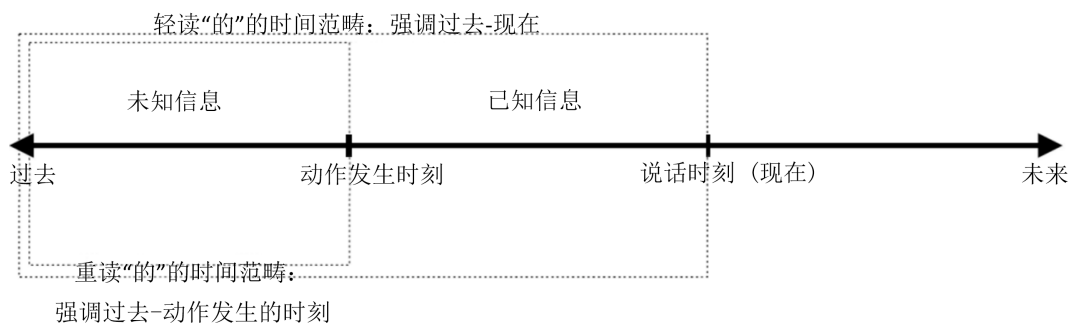 轻读“的”的时间范畴：强调过去-现在
未知信息
已知信息
过去
动作发生时刻
说话时刻（现在）
未来
重读“的”的时间范畴：
强调过去-动作发生的时刻